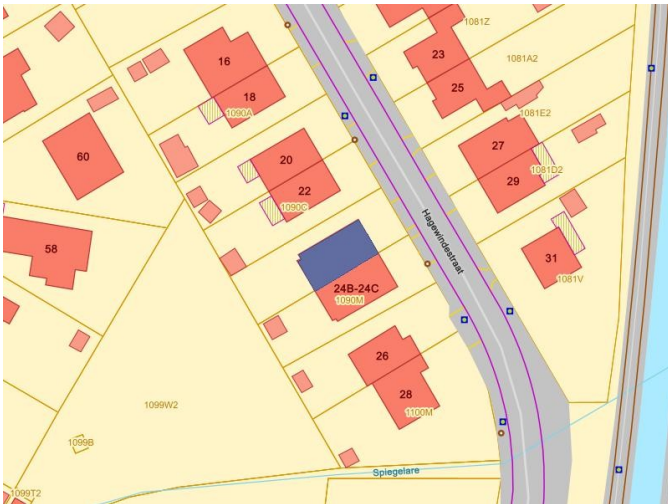 1081Z
16
23
1081A2
18
25
1090A
1081E2
27
60
20
1081D2
29
22
1090C
Hagewindestraat
58
31
1081V
24B-24C
1090M
26
28
1099W2
1100M
1099B
Spiegelare
1099T2